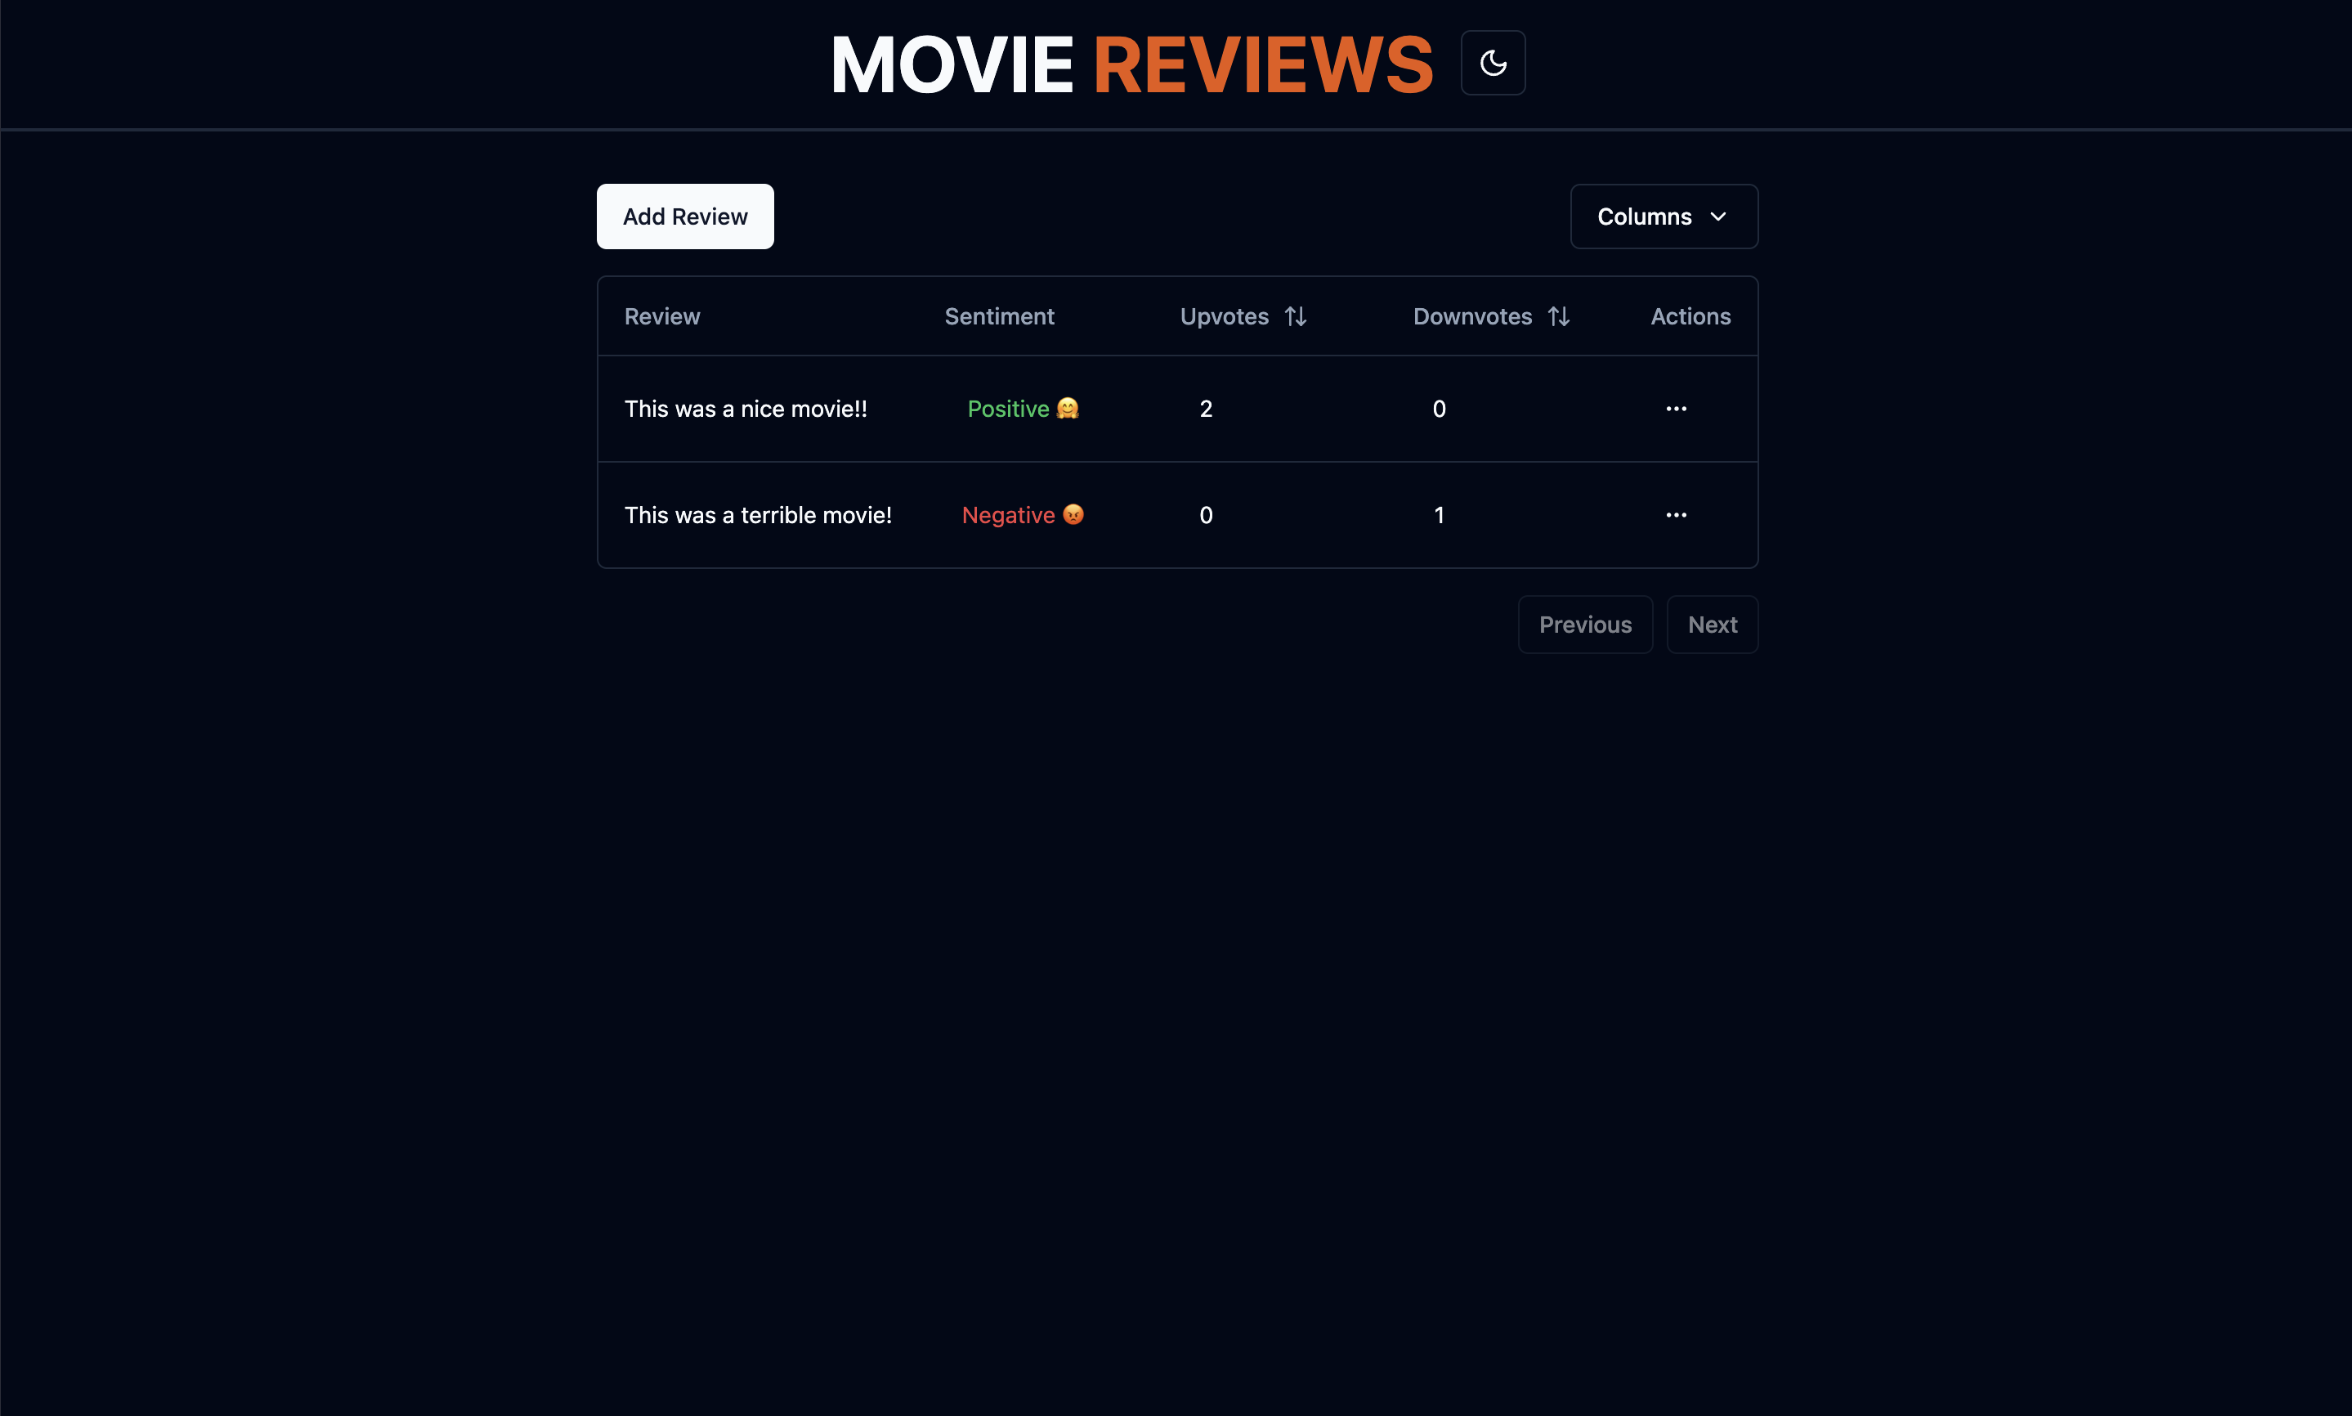 MOVIE REVIEWS
Add Review
Columns
Review Sentiment Upvotes Downvotes Actions
This was a nice movie!! Positive 🤗 2 0 ...
This was a terrible movie! Negative 😡 0 1 ...
Previous Next